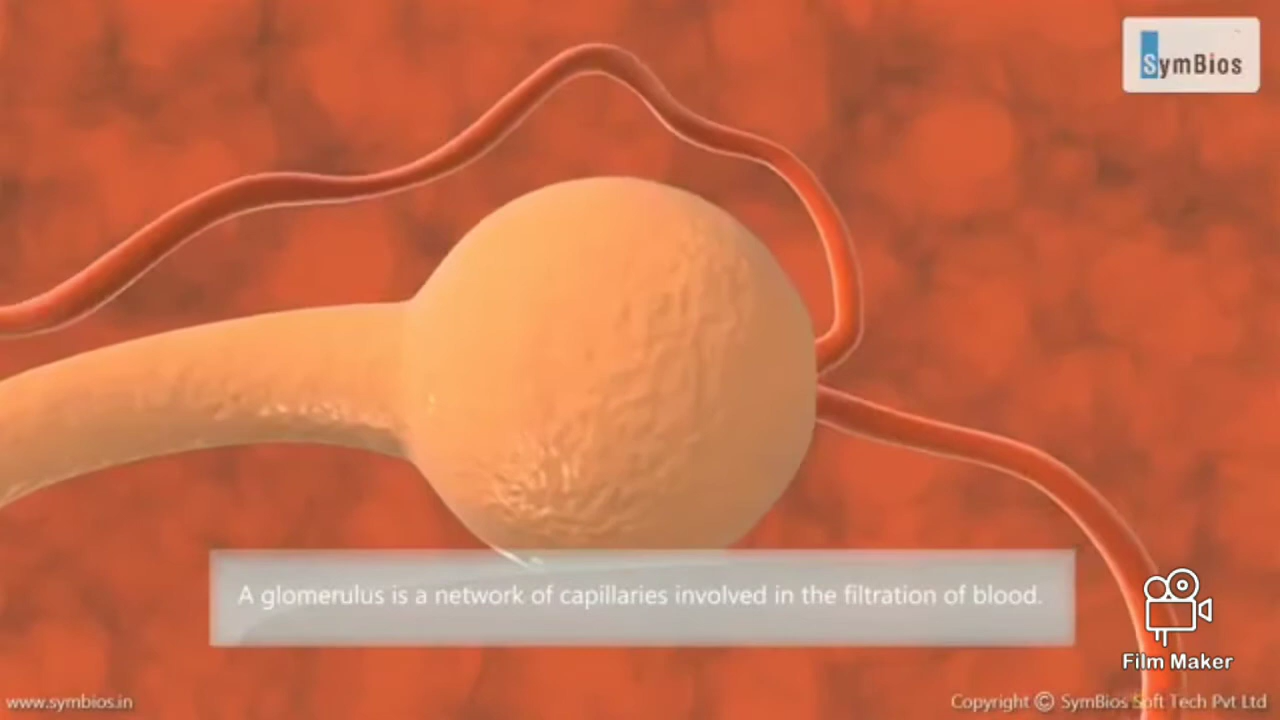 SymBios
A glomerulus is a network of capillaries involved in the filtration of blood.
Film Maker
www.symbios.in
Copyright © SymBios Soft Tech Pvt Ltd